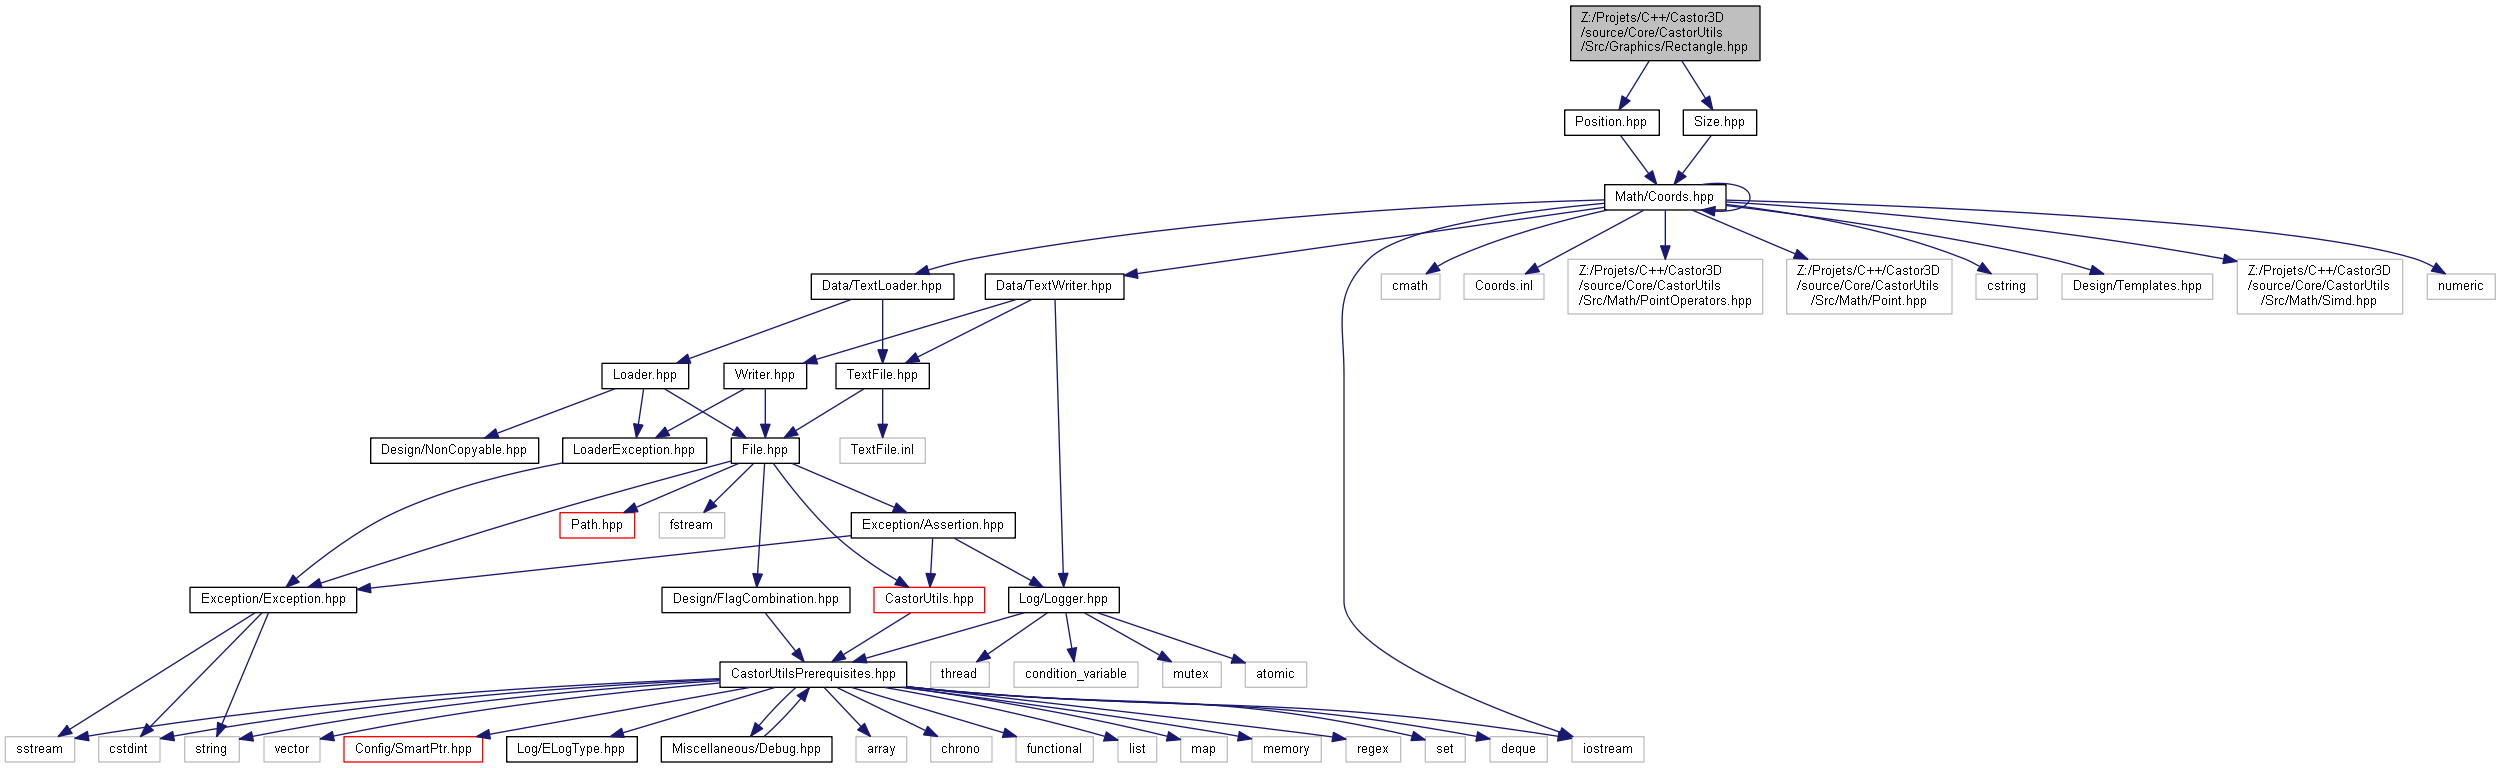 Z:/Projets/C++/Castor3D
/source/Core/CastorUtils
/Src/Graphics/Rectangle.hpp
Position.hpp
Size.hpp
Math/Coords.hpp
Data/TextLoader.hpp
Data/TextWriter.hpp
cmath
Coords.inl
Z:/Projets/C++/Castor3D
/source/Core/CastorUtils
/Src/Math/PointOperators.hpp
Z:/Projets/C++/Castor3D
/source/Core/CastorUtils
/Src/Math/Point.hpp
cstring
Design/Templates.hpp
Z:/Projets/C++/Castor3D
/source/Core/CastorUtils
/Src/Math/Simd.hpp
numeric
Loader.hpp
Writer.hpp
TextFile.hpp
Design/NonCopyable.hpp
LoaderException.hpp
File.hpp
TextFile.inl
Path.hpp
fstream
Exception/Assertion.hpp
Exception/Exception.hpp
Design/FlagCombination.hpp
CastorUtils.hpp
Log/Logger.hpp
CastorUtilsPrerequisites.hpp
thread
condition_variable
mutex
atomic
sstream
cstdint
string
vector
Config/SmartPtr.hpp
Log/ELogType.hpp
Miscellaneous/Debug.hpp
array
chrono
functional
list
map
memory
regex
set
deque
iostream